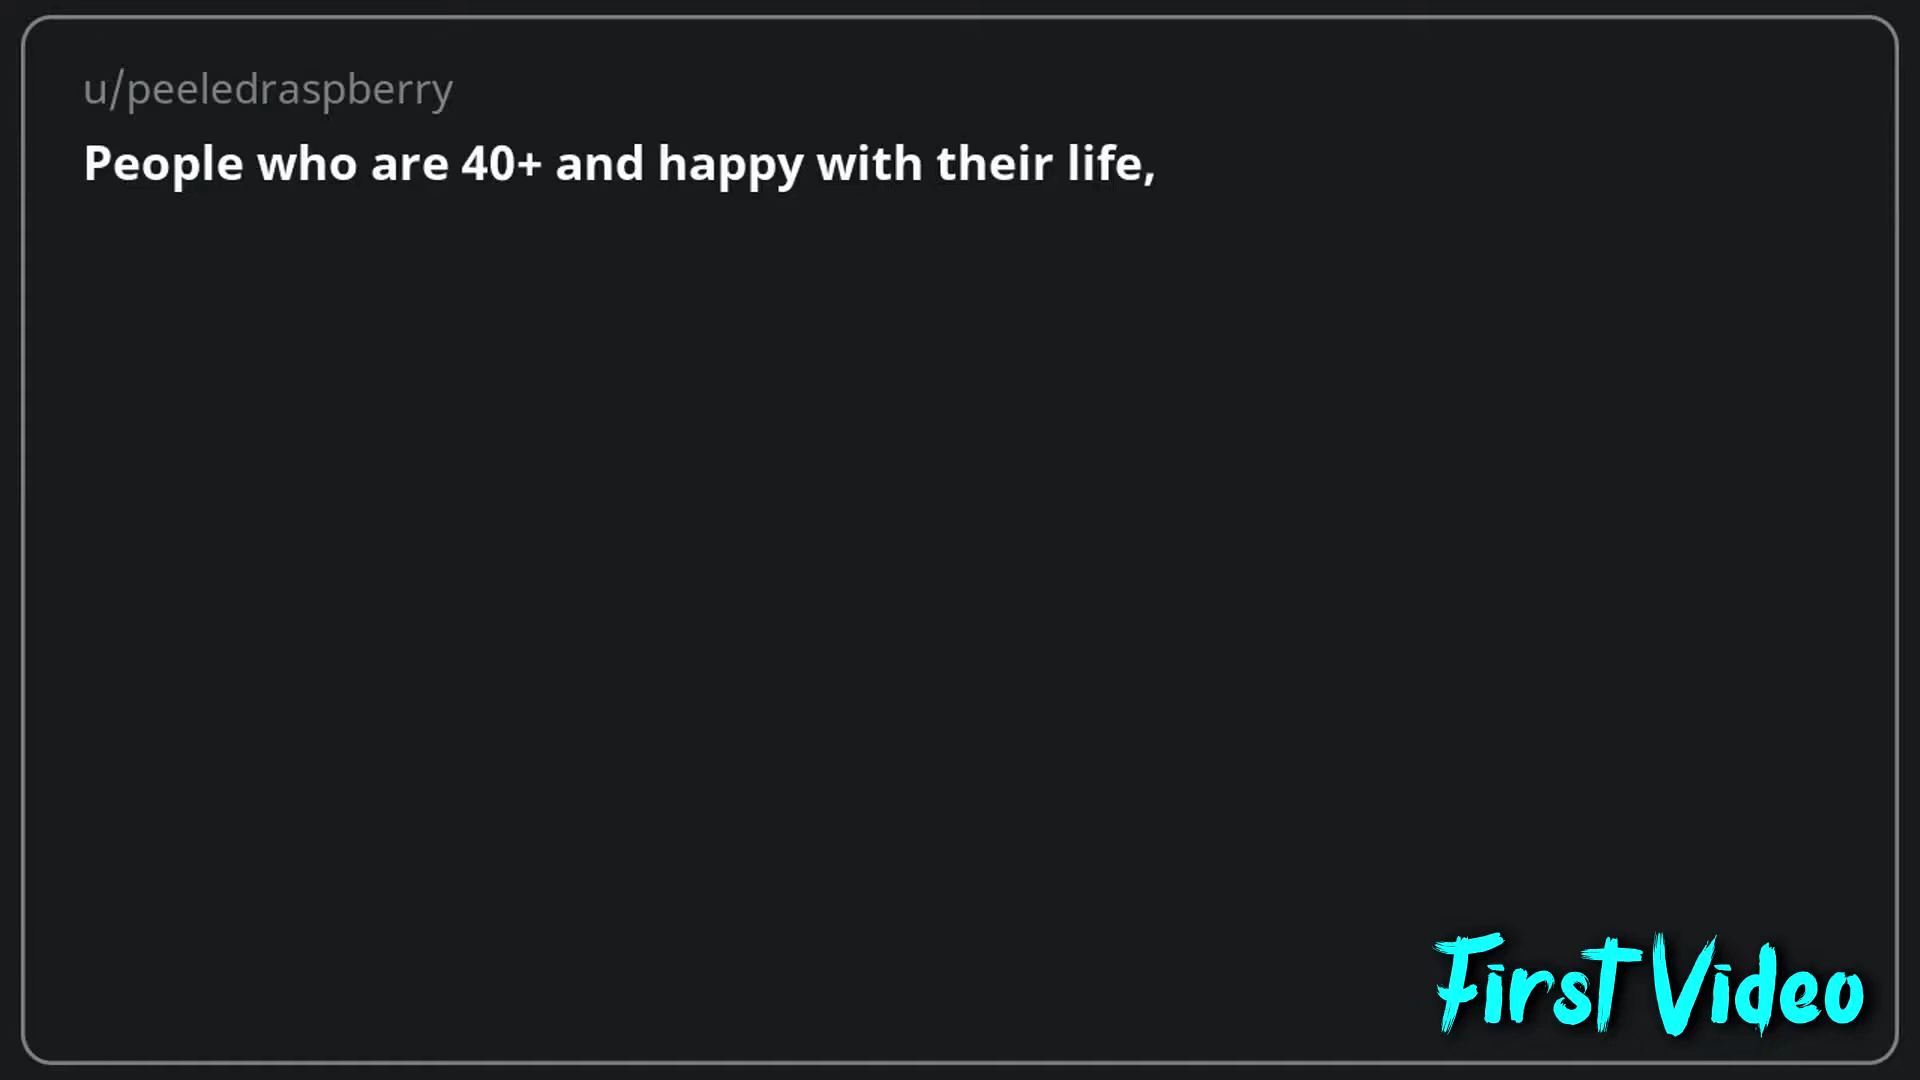 u/peeledraspberry
People who are 40+ and happy with their life,
First Video